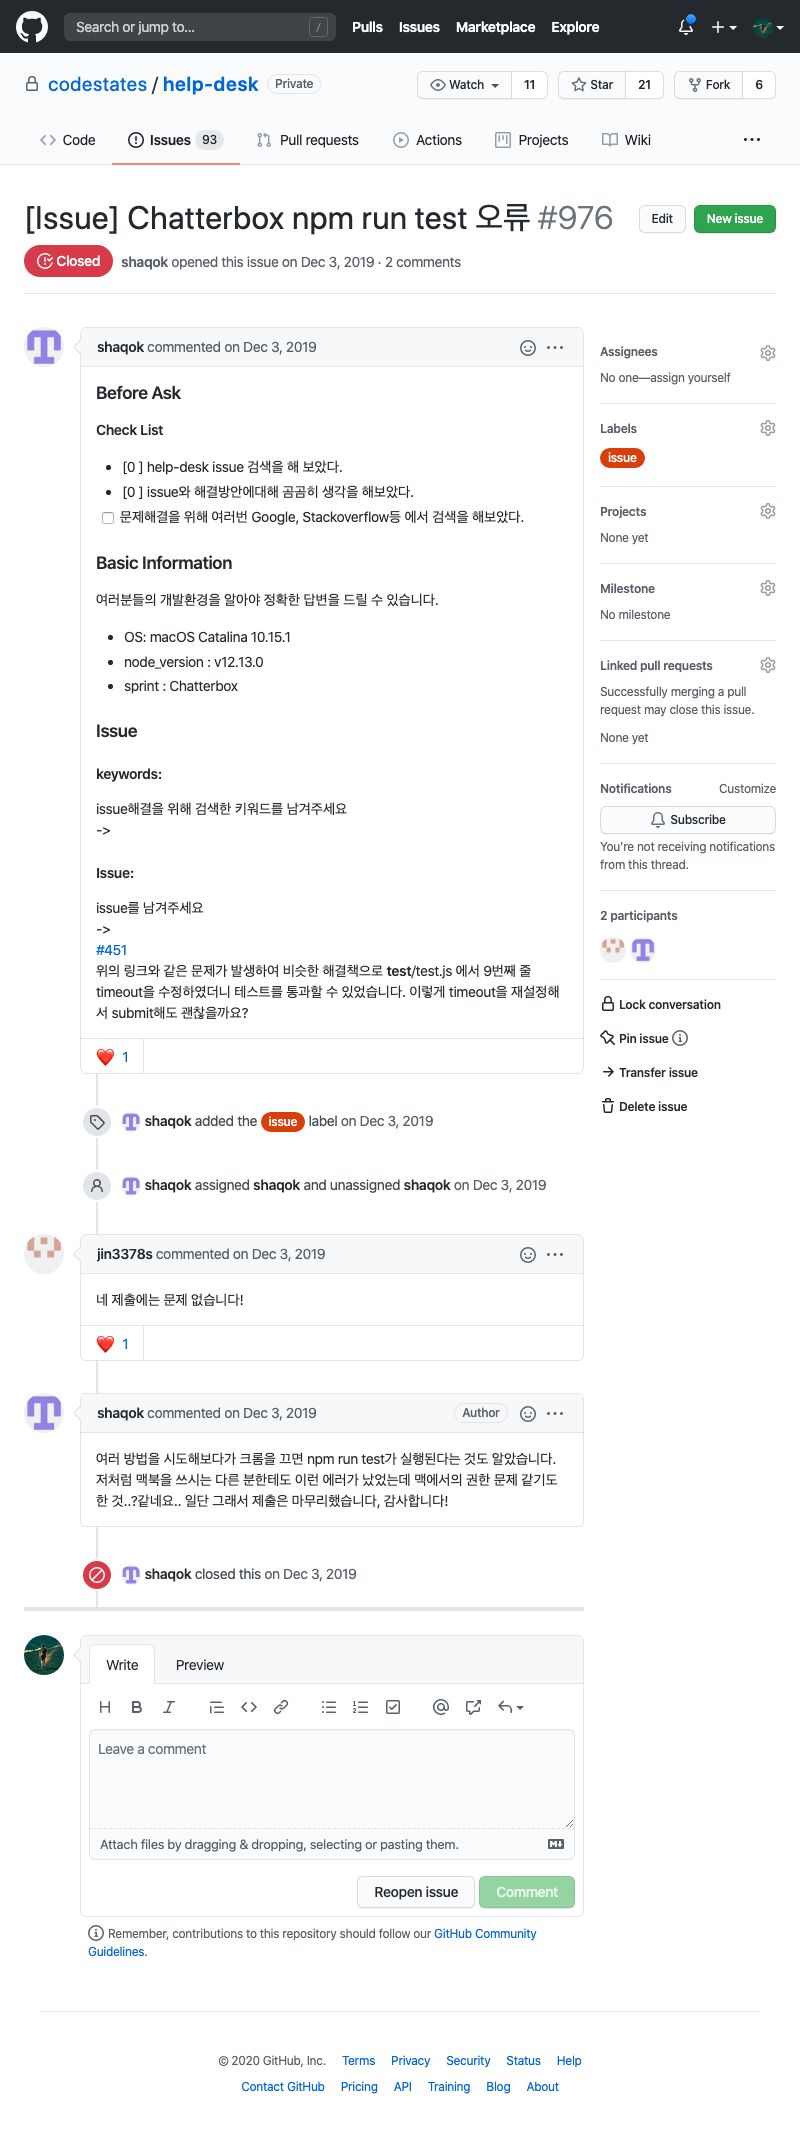 Search or jump to...
/
Pulls
Issues
Marketplace
Explore
codestates / help-desk
Private
Watch
11
Star
21
Fork
6
Code
Issues
93
Pull requests
Actions
Projects
Wiki
[Issue] Chatterbox npm run test 오류 #976
Edit
New issue
Closed
shaqok opened this issue on Dec 3, 2019 · 2 comments
shaqok commented on Dec 3, 2019
Before Ask
Check List
[0 ] help-desk issue 검색을 해 보았다.
[0 ] issue와 해결방안에대해 곰곰히 생각을 해보았다.
문제해결을 위해 여러번 Google, Stackoverflow등 에서 검색을 해보았다.
Basic Information
여러분들의 개발환경을 알아야 정확한 답변을 드릴 수 있습니다.
OS: macOS Catalina 10.15.1
node_version : v12.13.0
sprint : Chatterbox
Issue
keywords:
issue해결을 위해 검색한 키워드를 남겨주세요
->
Issue:
issue를 남겨주세요
->
#451
위의 링크와 같은 문제가 발생하여 비슷한 해결책으로 test/test.js 에서 9번째 줄
timeout을 수정하였더니 테스트를 통과할 수 있었습니다. 이렇게 timeout을 재설정해
서 submit해도 괜찮을까요?
1
shaqok added the issue label on Dec 3, 2019
shaqok assigned shaqok and unassigned shaqok on Dec 3, 2019
jin3378s commented on Dec 3, 2019
네 제출에는 문제 없습니다!
1
shaqok commented on Dec 3, 2019
Author
여러 방법을 시도해보다가 크롬을 끄면 npm run test가 실행된다는 것도 알았습니다.
저처럼 맥북을 쓰시는 다른 분한테도 이런 에러가 났었는데 맥에서의 권한 문제 같기도
한 것..?같네요.. 일단 그래서 제출은 마무리했습니다, 감사합니다!
shaqok closed this on Dec 3, 2019
Assignees
No one—assign yourself
Labels
issue
Projects
None yet
Milestone
No milestone
Linked pull requests
Successfully merging a pull
request may close this issue.
None yet
Notifications
Customize
Subscribe
You're not receiving notifications
from this thread.
2 participants
Lock conversation
Pin issue
Transfer issue
Delete issue
Write
Preview
H B I
Leave a comment
Attach files by dragging & dropping, selecting or pasting them.
Reopen issue
Comment
Remember, contributions to this repository should follow our GitHub Community
Guidelines.
© 2020 GitHub, Inc.
Terms
Privacy
Security
Status
Help
Contact GitHub
Pricing
API
Training
Blog
About